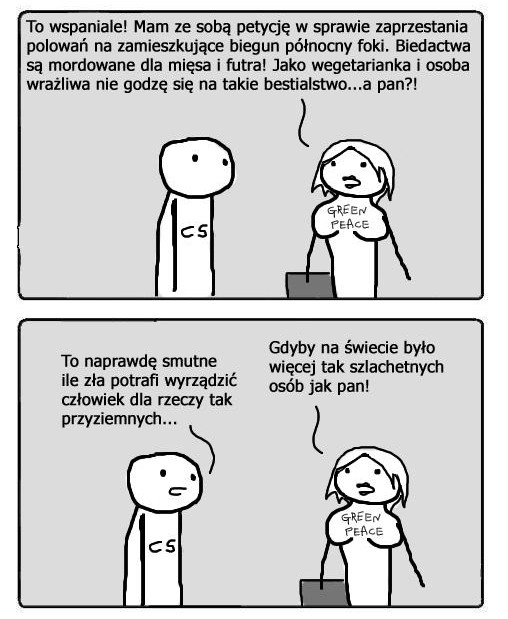 To wspaniale! Mam ze sobą petycję w sprawie zaprzestania
polowań na zamieszkujące biegun północny foki. Biedactwa
są mordowane dla mięsa i futra! Jako wegetarianka i osoba
wrażliwa nie godzę się na takie bestialstwo...a pan?!
GREEN
PEACE
CS
To naprawdę smutne
ile zła potrafi wyrządzić
człowiek dla rzeczy tak
przyziemnych...
Gdyby na świecie było
więcej tak szlachetnych
osób jak pan!
GREEN
PEACE
CS